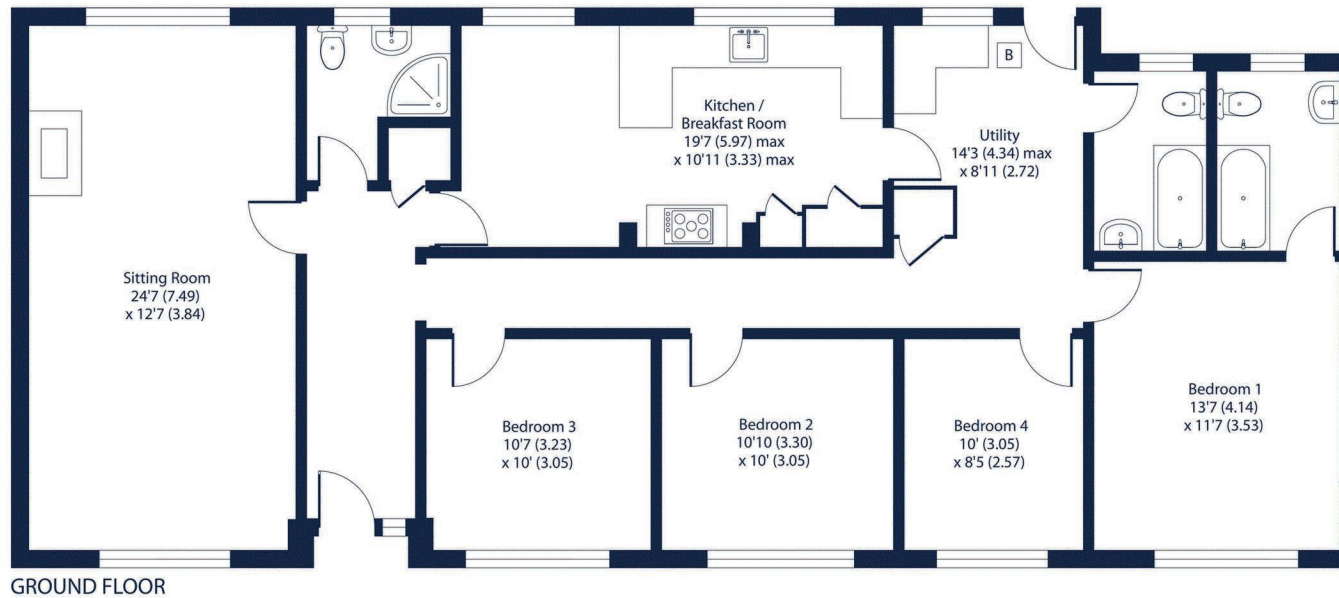 Sitting Room
24'7 (7.49)
x 12'7 (3.84)
Kitchen /
Breakfast Room
19'7 (5.97) max
x 10'11 (3.33) max
B
Utility
14'3 (4.34) max
x 8'11 (2.72)
Bedroom 3
10'7 (3.23)
x 10' (3.05)
Bedroom 2
10'10 (3.30)
x 10' (3.05)
Bedroom 4
10' (3.05)
x 8'5 (2.57)
Bedroom 1
13'7 (4.14)
x 11'7 (3.53)
GROUND FLOOR